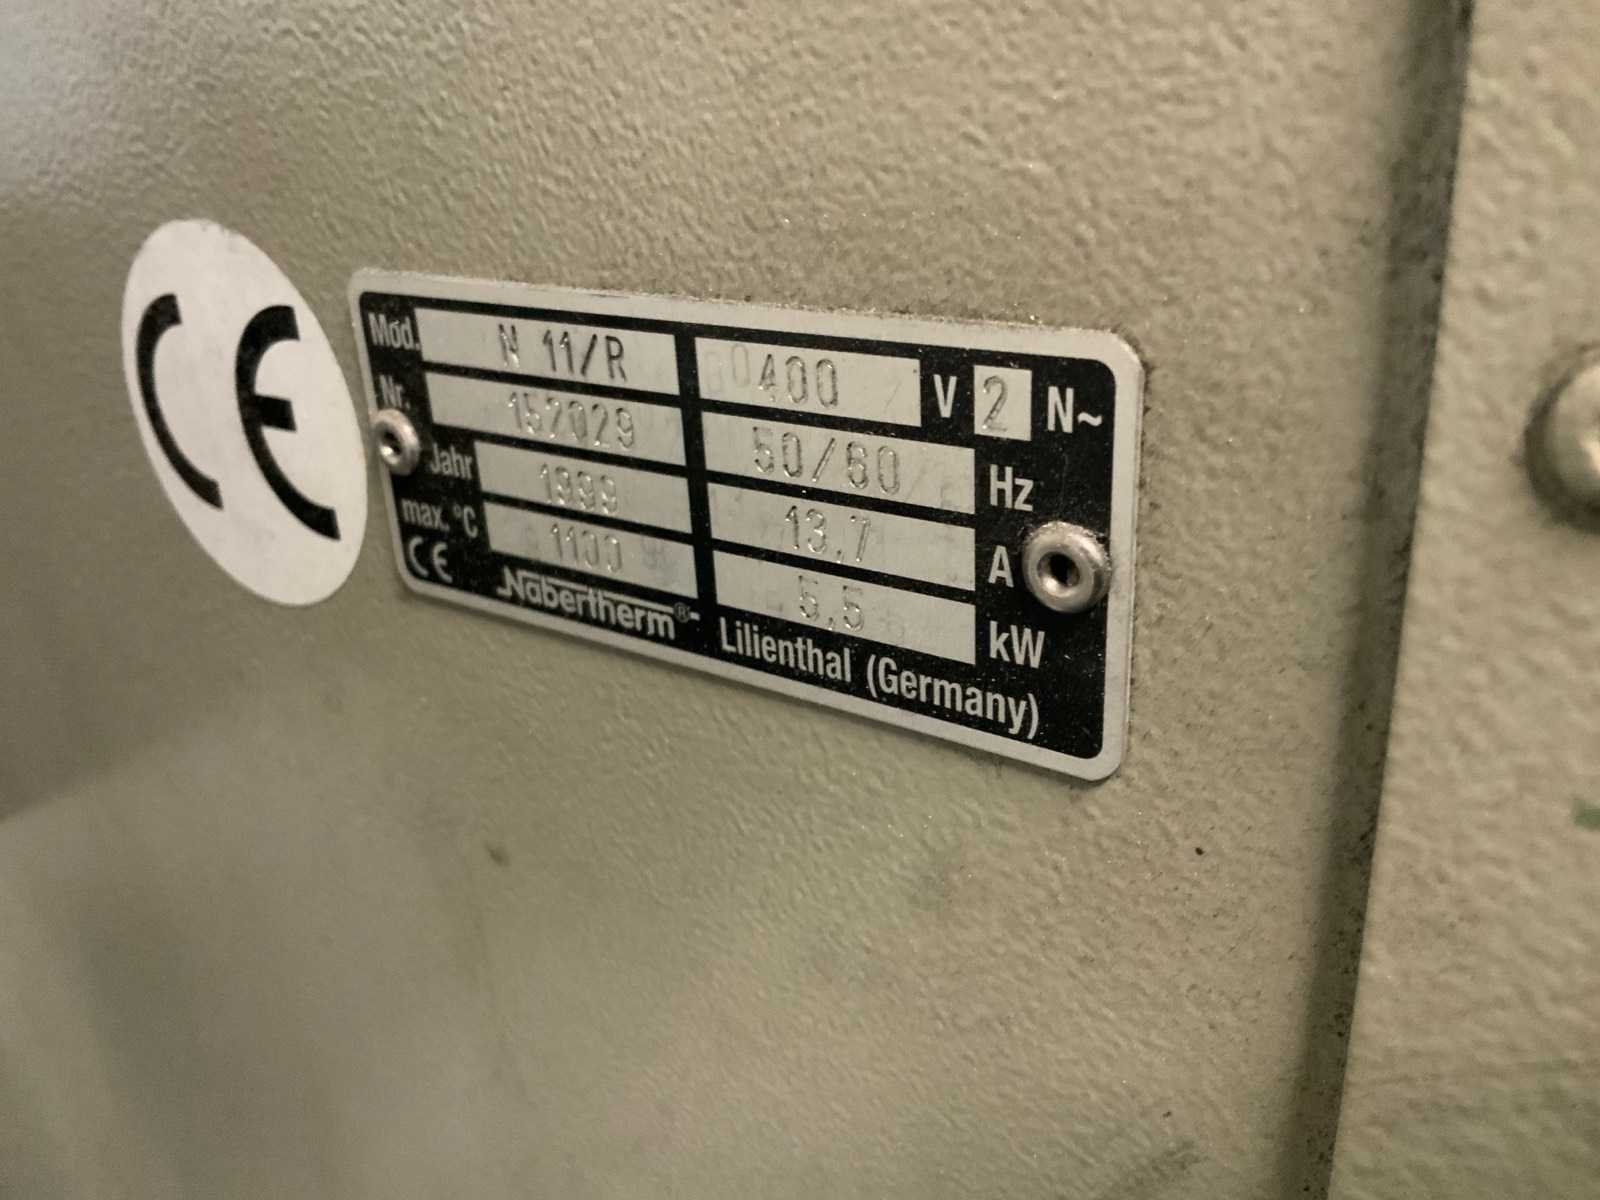 CE
Mod. N 11/R 400 V 2 N~
Nr. 152029 50/60 Hz
Jahr 1999 13,7 A
max. °C 1100 5,5 kW
CE Nabertherm® Lilienthal (Germany)